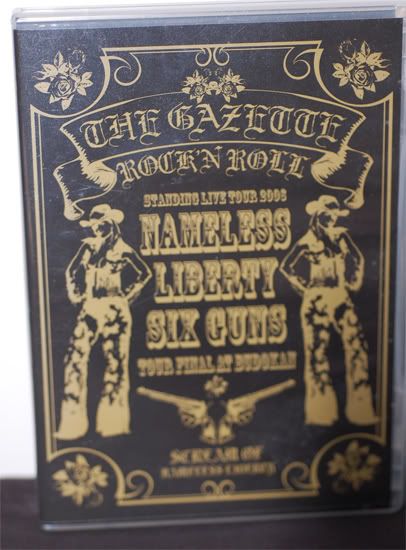 THE GAZETTE
ROCK'N ROLL
STANDING LIVE TOUR 2006
NAMELESS
LIBERTY
SIX GUNS
TOUR FINAL AT BUDOKAN
SCREAM OF